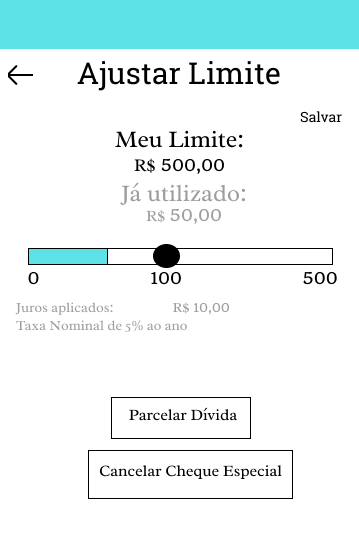 Ajustar Limite
Salvar
Meu Limite:
R$ 500,00
Já utilizado:
R$ 50,00
0 100 500
Juros aplicados: R$ 10,00
Taxa Nominal de 5% ao ano
Parcelar Dívida
Cancelar Cheque Especial